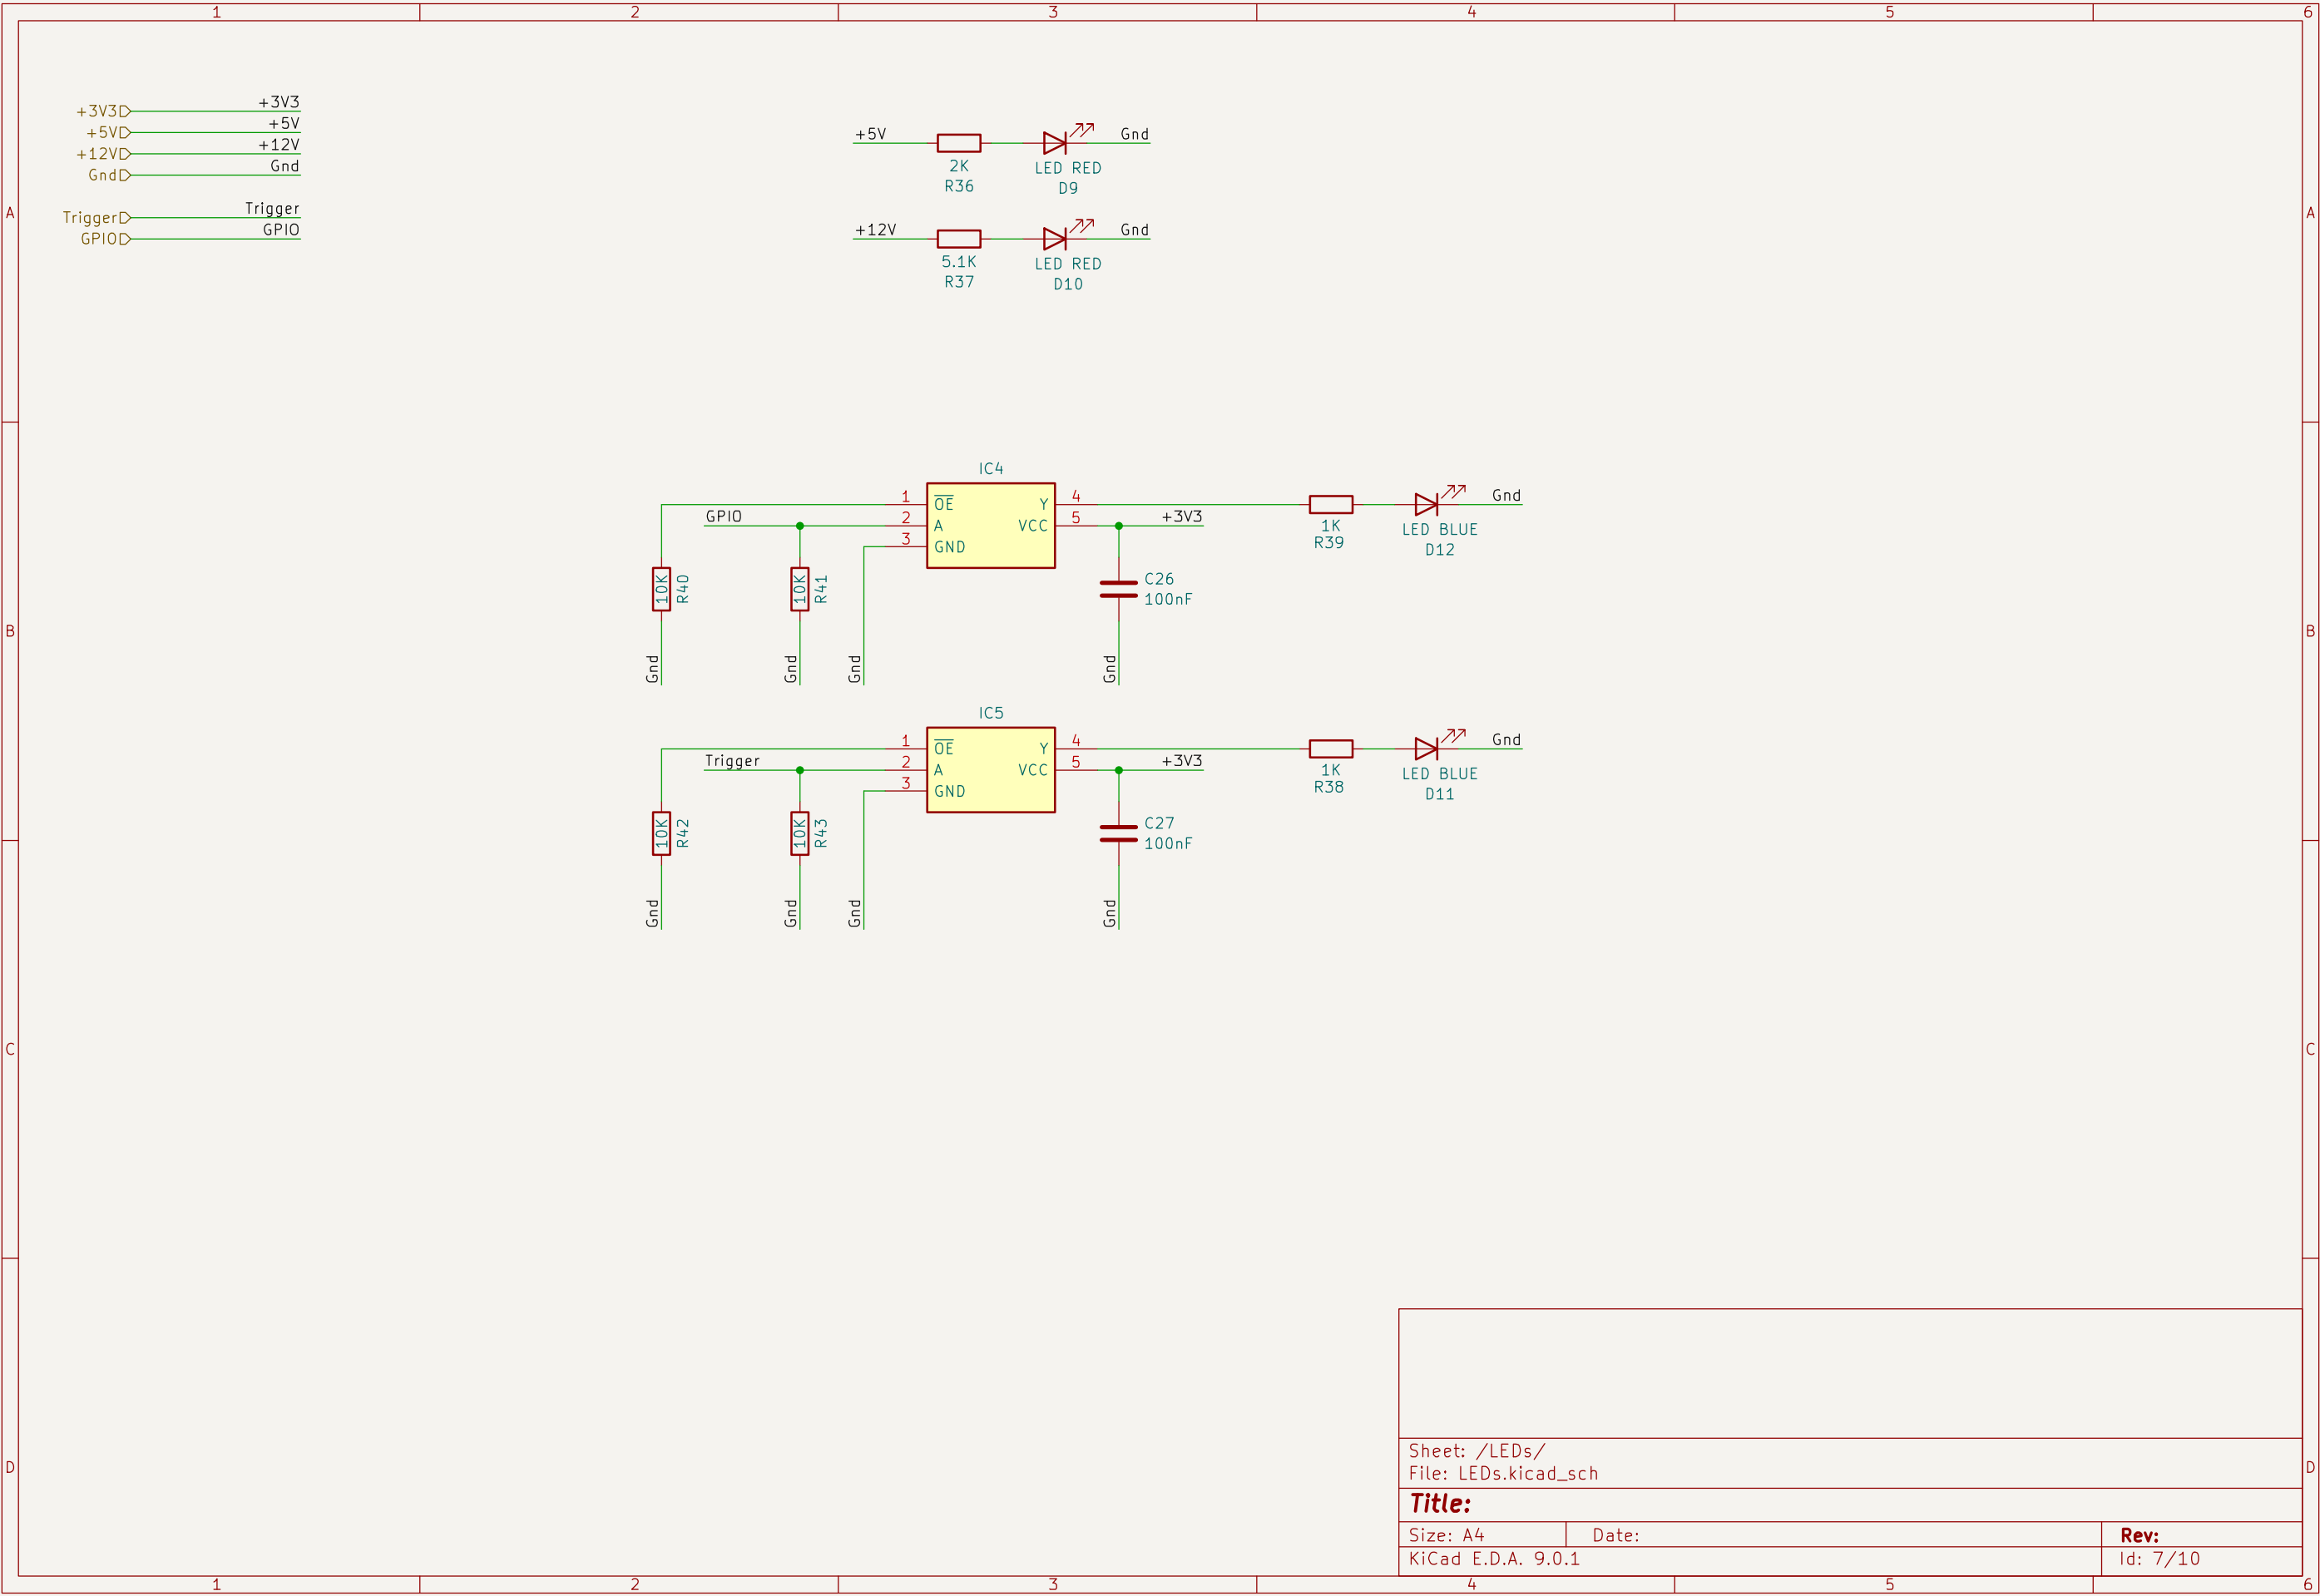 1 2 3 4 5 6
+3V3 +3V3
+5V +5V
+12V +12V
Gnd Gnd
Trigger Trigger
GPIO GPIO
A A
+5V Gnd
2K LED RED
R36 D9
+12V Gnd
5.1K LED RED
R37 D10
IC4
1 OE Y 4 Gnd
GPIO 2 A VCC 5 +3V3
3 GND
1K LED BLUE
R39 D12
10K R40 10K R41 C26
100nF
B B
Gnd Gnd Gnd Gnd
IC5
1 OE Y 4 Gnd
Trigger 2 A VCC 5 +3V3
3 GND
1K LED BLUE
R38 D11
10K R42 10K R43 C27
100nF
Gnd Gnd Gnd Gnd
C C
D D
Sheet: /LEDs/
File: LEDs.kicad_sch
Title:
Size: A4 Date: Rev:
KiCad E.D.A. 9.0.1 Id: 7/10
1 2 3 4 5 6